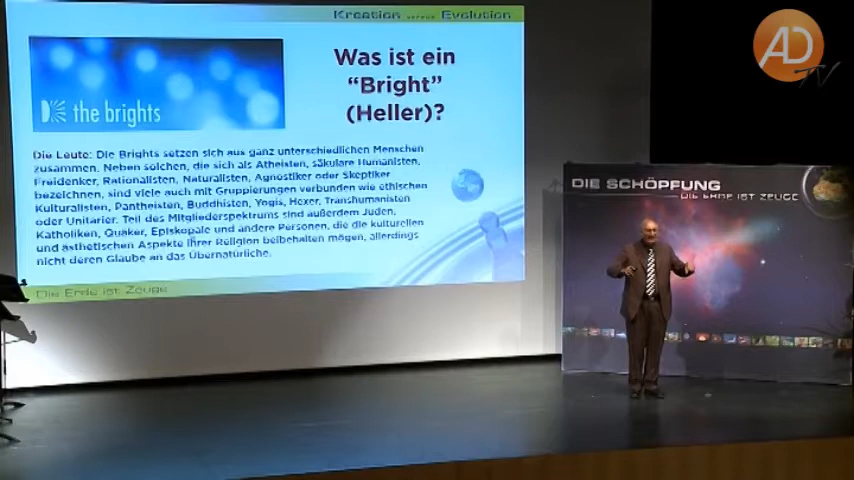 Kreation versus Evolution
AD
TV
Was ist ein
“Bright”
(Heller)?
the brights
Die Leute: Die Brights setzen sich aus ganz unterschiedlichen Menschen
zusammen. Neben solchen, die sich als Atheisten, säkulare Humanisten,
Freidenker, Rationalisten, Naturalisten, Agnostiker oder Skeptiker
bezeichnen, sind viele auch mit Gruppierungen verbunden wie ethischen
Kulturalisten, Pantheisten, Buddhisten, Yogis, Hexer, Transhumanisten
oder Unitarier. Teil des Mitgliederspektrums sind außerdem Juden,
Katholiken, Quäker, Episkopale und andere Personen, die die kulturellen
und ästhetischen Aspekte ihrer Religion beibehalten mögen, allerdings
nicht deren Glaube an das Übernatürliche.
Die Erde ist Zeuge
DIE SCHÖPFUNG
DIE ERDE IST ZEUGE